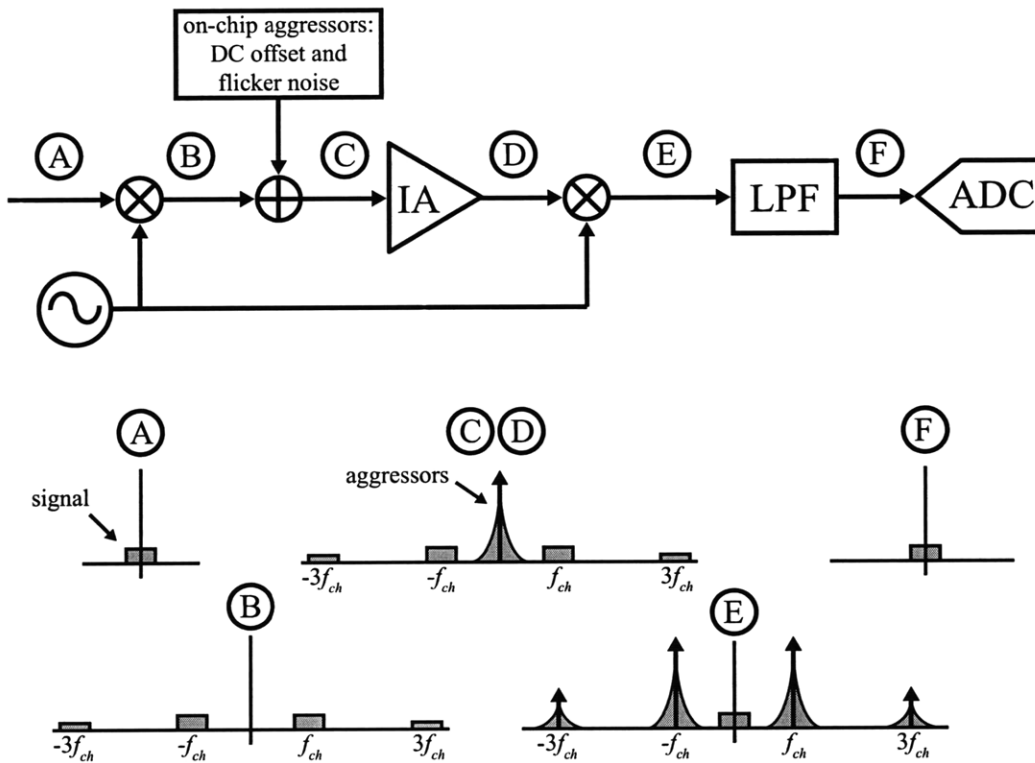 on-chip aggressors:
DC offset and
flicker noise
A
B
C
D
E
F
IA
LPF
ADC
A
signal
C D
aggressors
-3f_ch
-f_ch
f_ch
3f_ch
F
B
-3f_ch
-f_ch
f_ch
3f_ch
E
-3f_ch
-f_ch
f_ch
3f_ch